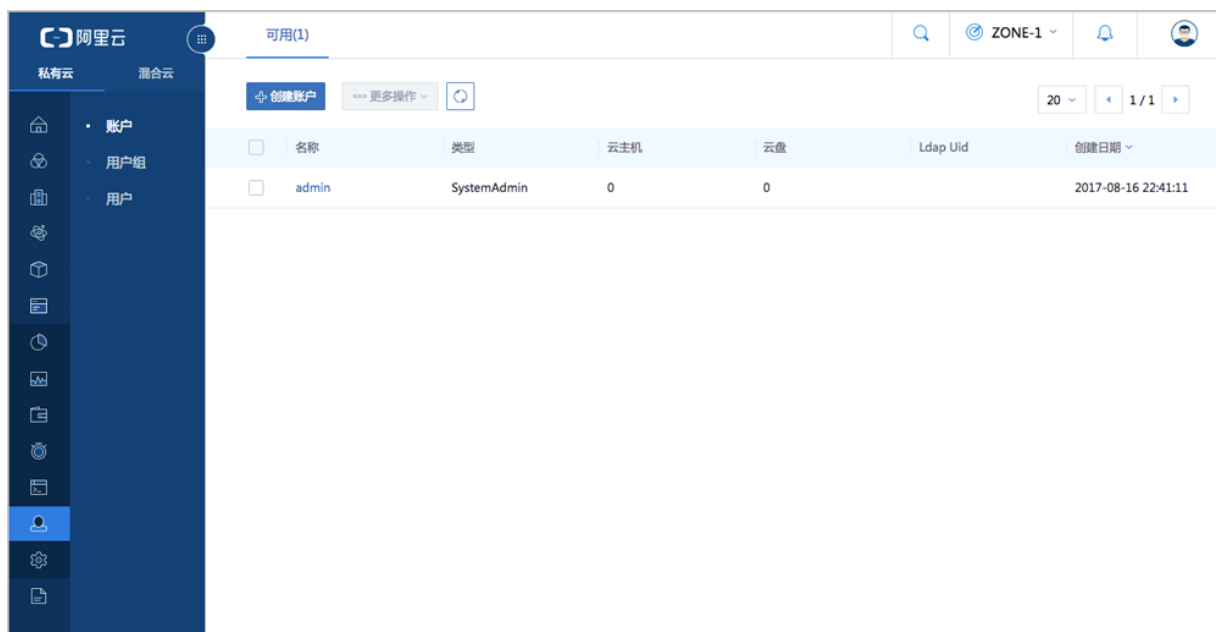 阿里云
可用(1)
ZONE-1
私有云
混合云
创建账户
更多操作
20
1 / 1
账户
用户组
用户
名称
类型
云主机
云盘
Ldap Uid
创建日期
admin
SystemAdmin
0
0
2017-08-16 22:41:11